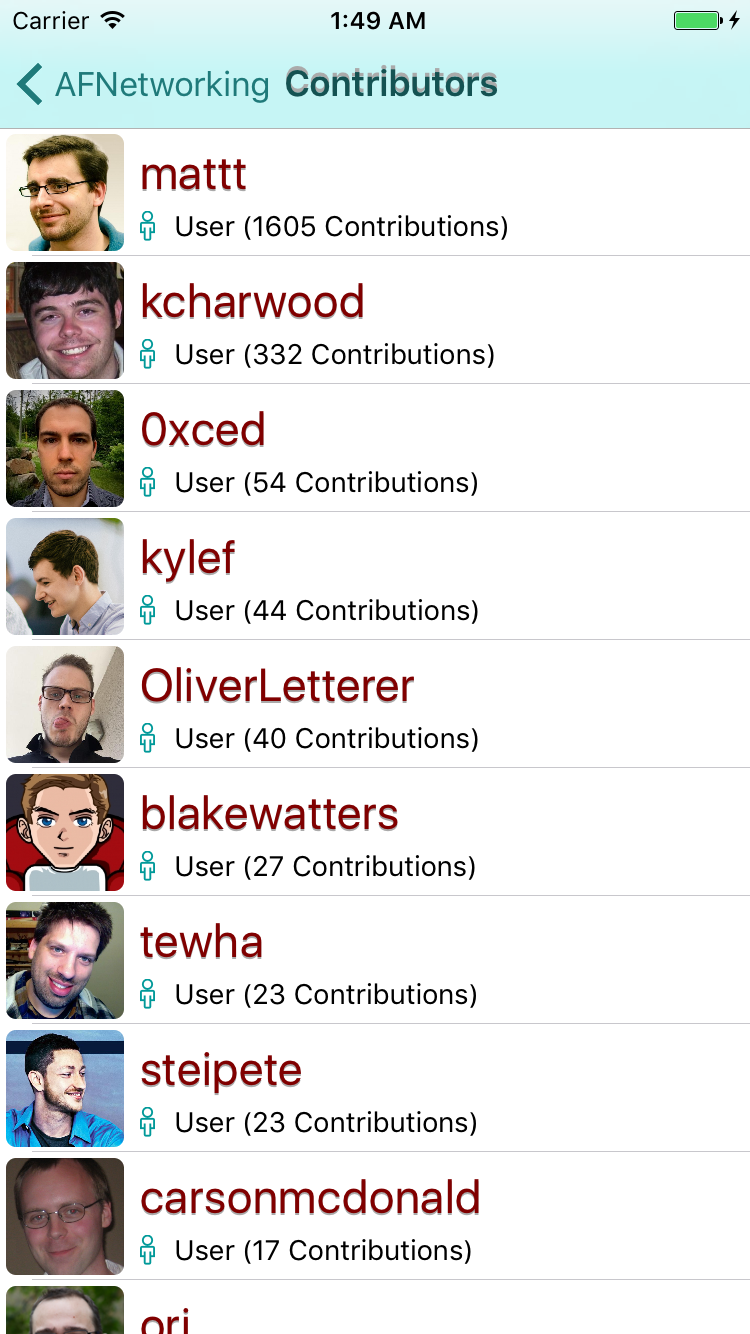 Carrier 1:49 AM
AFNetworking Contributors
mattt
User (1605 Contributions)
kcharwood
User (332 Contributions)
0xced
User (54 Contributions)
kylef
User (44 Contributions)
OliverLetterer
User (40 Contributions)
blakewatters
User (27 Contributions)
tewha
User (23 Contributions)
steipete
User (23 Contributions)
carsonmcdonald
User (17 Contributions)